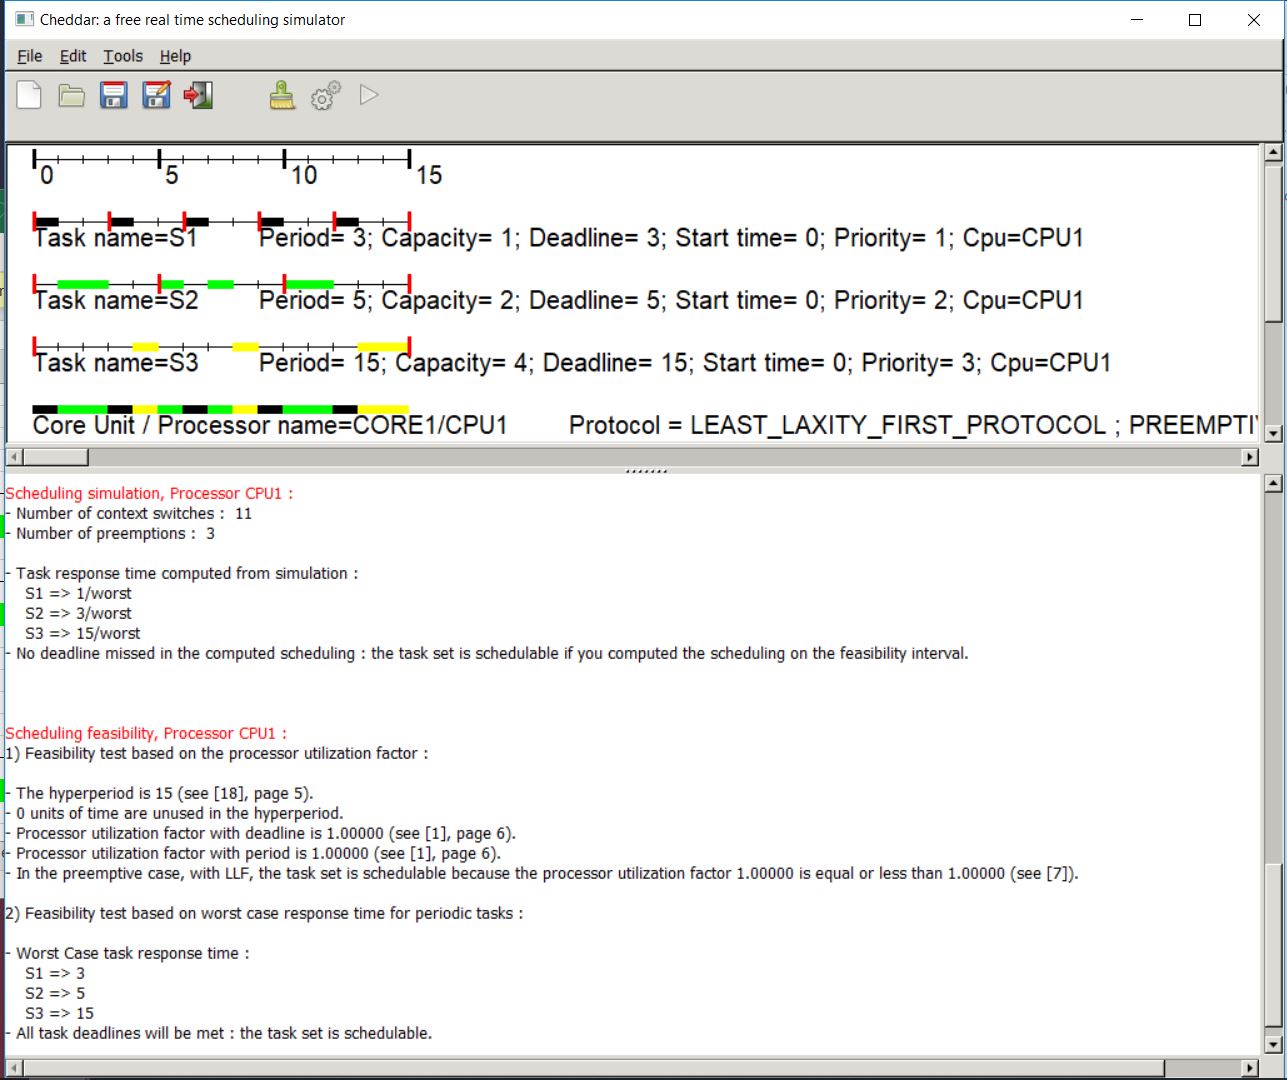 Cheddar: a free real time scheduling simulator
File Edit Tools Help
0 5 10 15
Task name=S1 Period= 3; Capacity= 1; Deadline= 3; Start time= 0; Priority= 1; Cpu=CPU1
Task name=S2 Period= 5; Capacity= 2; Deadline= 5; Start time= 0; Priority= 2; Cpu=CPU1
Task name=S3 Period= 15; Capacity= 4; Deadline= 15; Start time= 0; Priority= 3; Cpu=CPU1
Core Unit / Processor name=CORE1/CPU1 Protocol = LEAST_LAXITY_FIRST_PROTOCOL ; PREEMPTI
Scheduling simulation, Processor CPU1 :
- Number of context switches : 11
- Number of preemptions : 3
- Task response time computed from simulation :
S1 => 1/worst
S2 => 3/worst
S3 => 15/worst
- No deadline missed in the computed scheduling : the task set is schedulable if you computed the scheduling on the feasibility interval.
Scheduling feasibility, Processor CPU1 :
1) Feasibility test based on the processor utilization factor :
- The hyperperiod is 15 (see [18], page 5).
- 0 units of time are unused in the hyperperiod.
- Processor utilization factor with deadline is 1.00000 (see [1], page 6).
- Processor utilization factor with period is 1.00000 (see [1], page 6).
- In the preemptive case, with LLF, the task set is schedulable because the processor utilization factor 1.00000 is equal or less than 1.00000 (see [7]).
2) Feasibility test based on worst case response time for periodic tasks :
- Worst Case task response time :
S1 => 3
S2 => 5
S3 => 15
- All task deadlines will be met : the task set is schedulable.